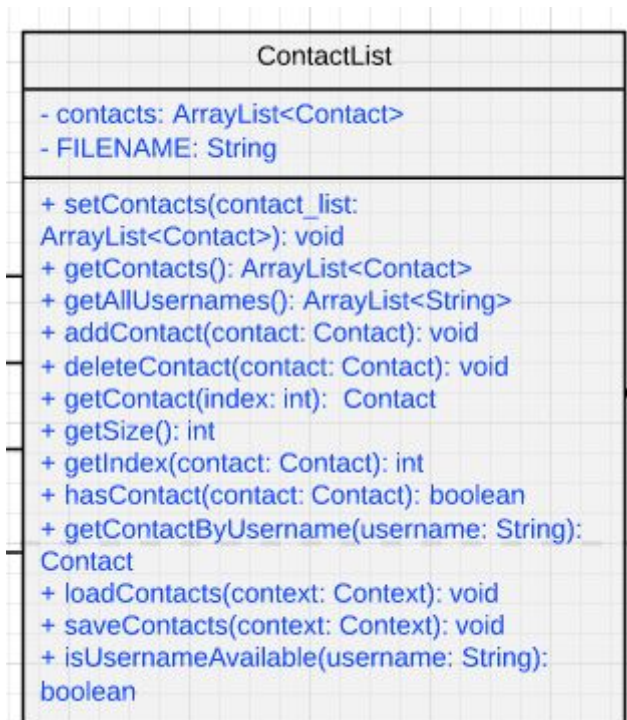 ContactList
- contacts: ArrayList<Contact>
- FILENAME: String
+ setContacts(contact_list:
ArrayList<Contact>): void
+ getContacts(): ArrayList<Contact>
+ getAllUsernames(): ArrayList<String>
+ addContact(contact: Contact): void
+ deleteContact(contact: Contact): void
+ getContact(index: int):  Contact
+ getSize(): int
+ getIndex(contact: Contact): int
+ hasContact(contact: Contact): boolean
+ getContactByUsername(username: String):
Contact
+ loadContacts(context: Context): void
+ saveContacts(context: Context): void
+ isUsernameAvailable(username: String):
boolean